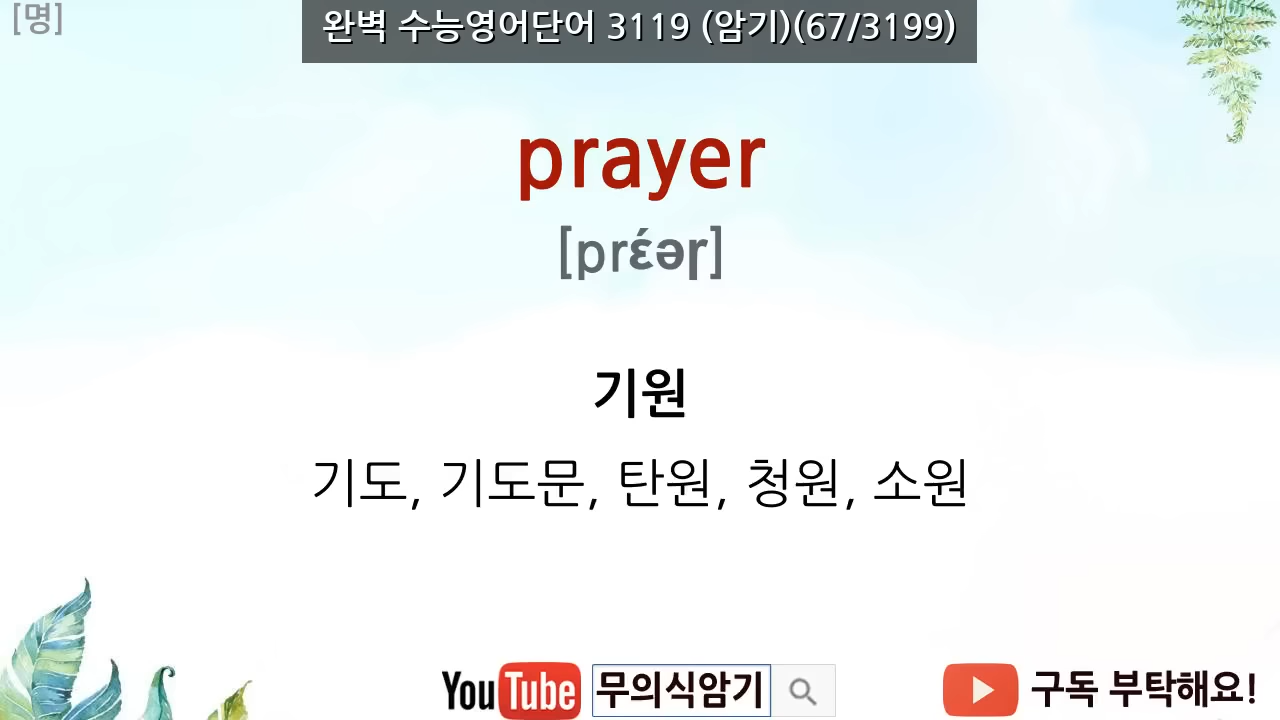 [명]
완벽 수능영어단어 3119 (암기)(67/3199)
prayer
[prέəɼ]
기원
기도, 기도문, 탄원, 청원, 소원
YouTube 무의식암기 구독 부탁해요!